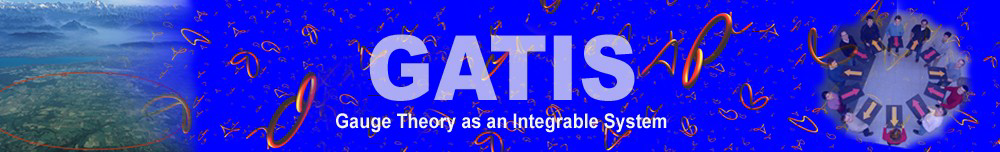 GATIS
Gauge Theory as an Integrable System